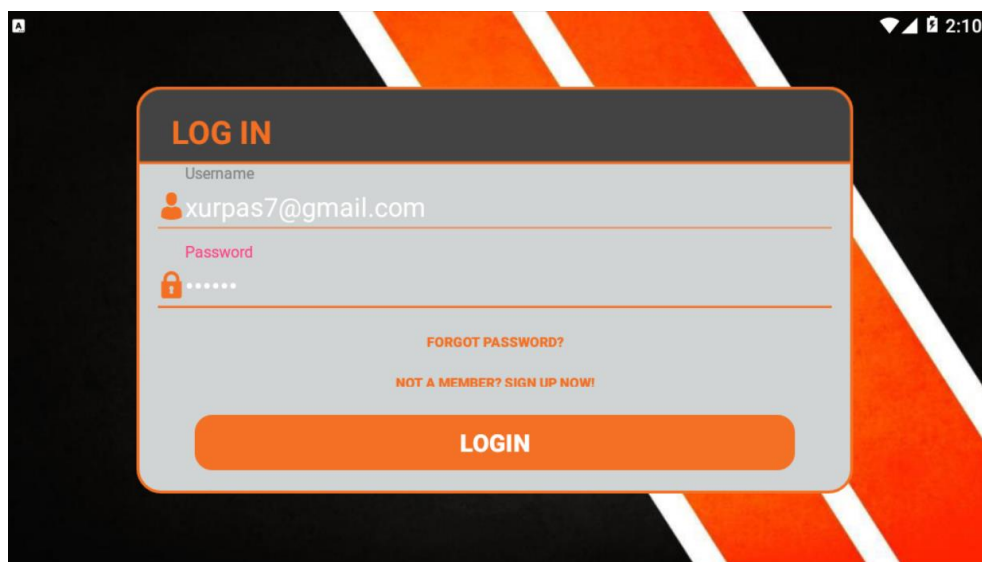 A
2:10
LOG IN
Username
xurpas7@gmail.com
Password
••••••
FORGOT PASSWORD?
NOT A MEMBER? SIGN UP NOW!
LOGIN